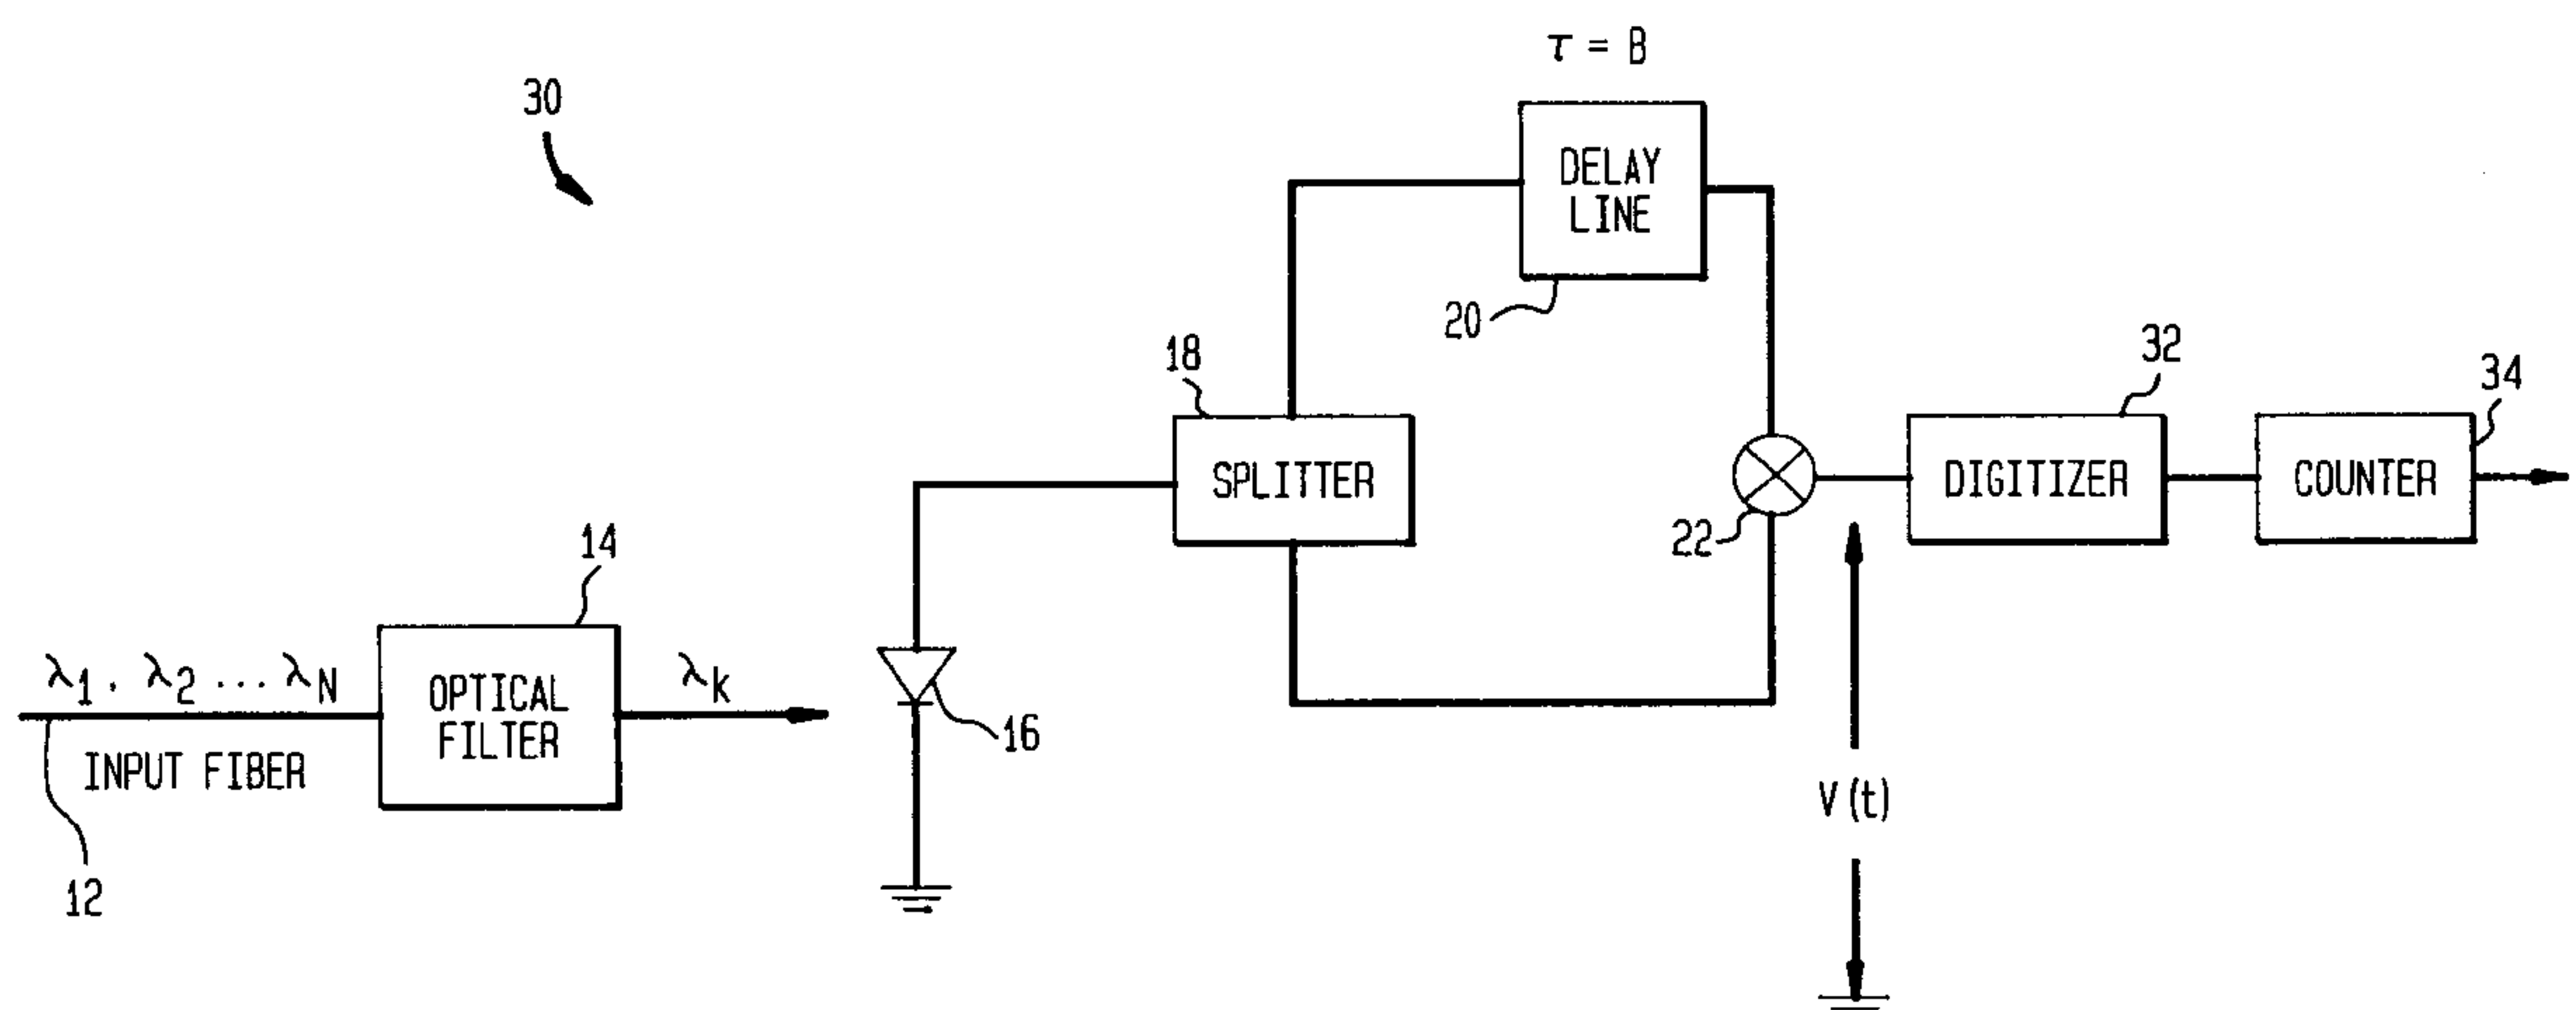 τ = B
30
DELAY
LINE
20
18
SPLITTER
32
34
DIGITIZER
COUNTER
22
14
λ1, λ2 ... λN
OPTICAL
FILTER
λk
16
INPUT FIBER
V(t)
12